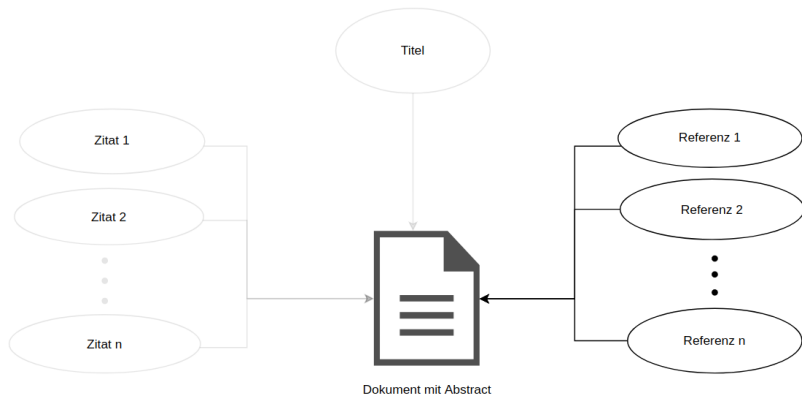 Titel
Zitat 1
Referenz 1
Zitat 2
Referenz 2
Zitat n
Referenz n
Dokument mit Abstract